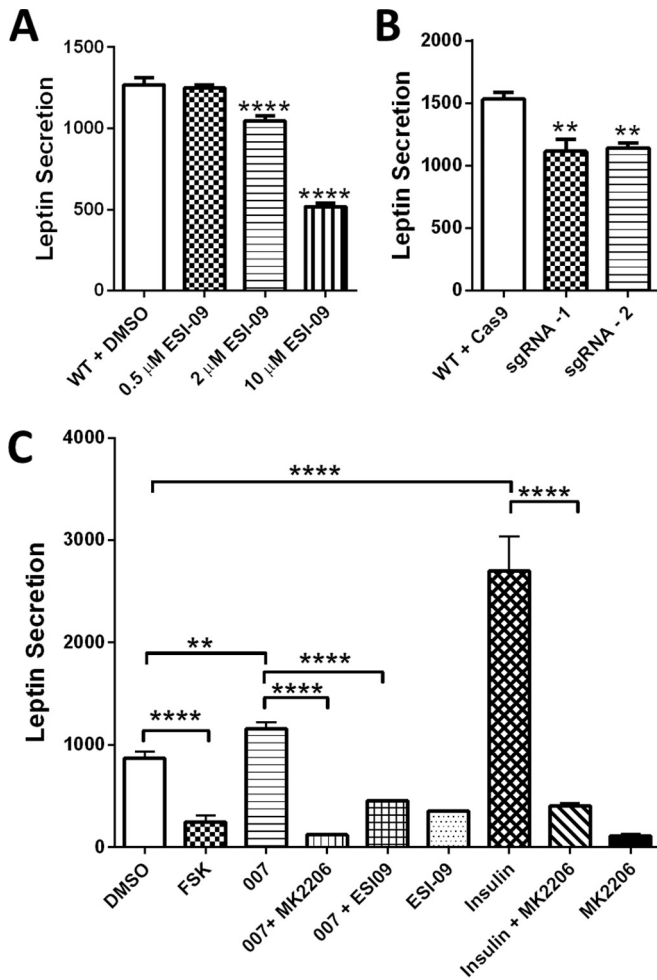 A
Leptin Secretion
1500
1000
500
0
****
****
WT + DMSO
0.5 μM ESI-09
2 μM ESI-09
10 μM ESI-09
B
Leptin Secretion
2000
1500
1000
500
0
**
**
WT + Cas9
sgRNA -1
sgRNA - 2
C
Leptin Secretion
4000
3000
2000
1000
0
****
****
**
****
****
****
DMSO
FSK
007
007+ MK2206
007 + ESI09
ESI-09
Insulin
Insulin + MK2206
MK2206